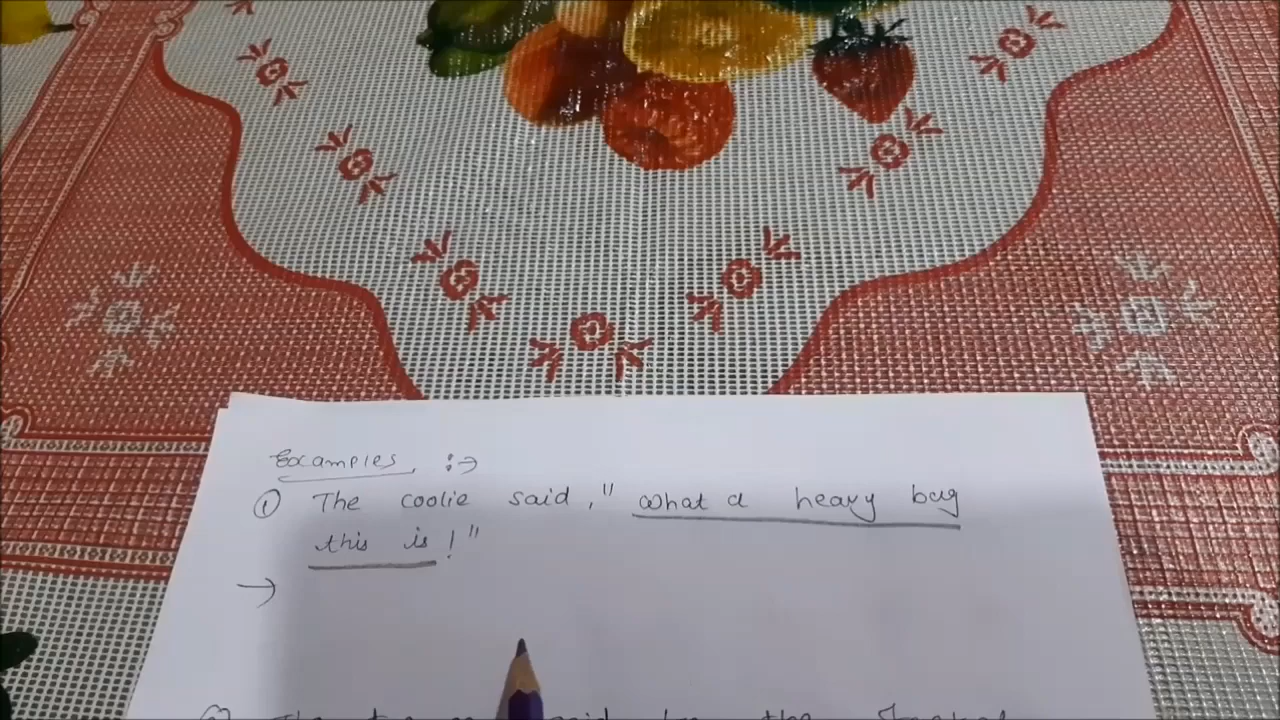 Examples :→
① The coolie said, " What a heavy bag
this is ! "
→